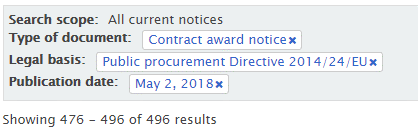 Search scope: All current notices
Type of document: Contract award notice×
Legal basis: Public procurement Directive 2014/24/EU×
Publication date: May 2, 2018×
Showing 476 – 496 of 496 results